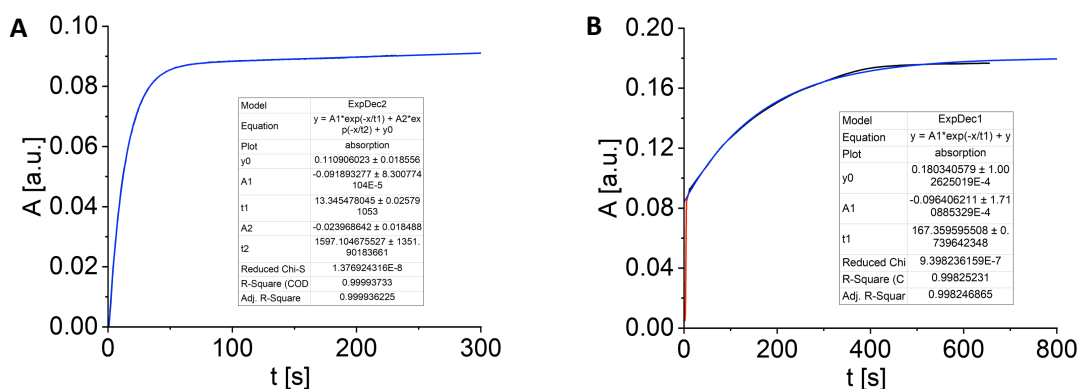 A
0.10
0.08
0.06
0.04
0.02
0.00
A [a.u.]
0
100
200
300
t [s]
Model ExpDec2
Equation y = A1*exp(-x/t1) + A2*ex
p(-x/t2) + y0
Plot absorption
y0 0.110906023 ± 0.018556
A1 -0.091893277 ± 8.300774
104E-5
t1 13.345478045 ± 0.02579
1053
A2 -0.023968642 ± 0.018488
t2 1597.104675527 ± 1351.
90183661
Reduced Chi-S 1.376924316E-8
R-Square (COD 0.99993733
Adj. R-Square 0.999936225
B
0.20
0.16
0.12
0.08
0.04
0.00
A [a.u.]
0
200
400
600
800
t [s]
Model ExpDec1
Equation y = A1*exp(-x/t1) + y
Plot absorption
y0 0.180340579 ± 1.00
2625019E-4
A1 -0.096406211 ± 1.71
0885329E-4
t1 167.359595508 ± 0.
739642348
Reduced Chi 9.398236159E-7
R-Square (C 0.99825231
Adj. R-Squar 0.998246865